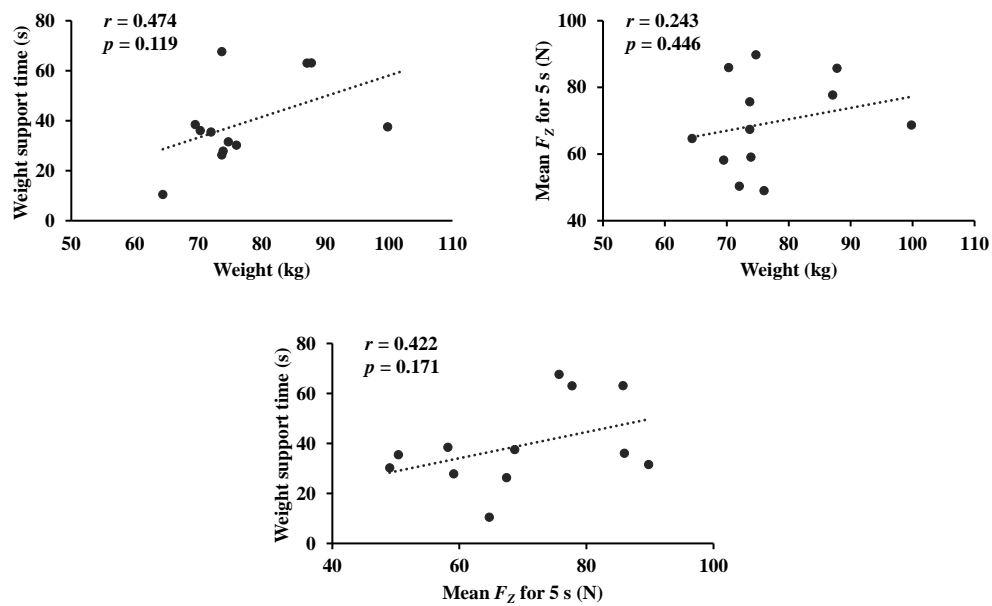 r = 0.474
p = 0.119
Weight support time (s)
80
60
40
20
0
50 60 70 80 90 100 110
Weight (kg)
r = 0.243
p = 0.446
Mean FZ for 5 s (N)
100
80
60
40
50 60 70 80 90 100 110
Weight (kg)
r = 0.422
p = 0.171
Weight support time (s)
80
60
40
20
0
40 60 80 100
Mean FZ for 5 s (N)